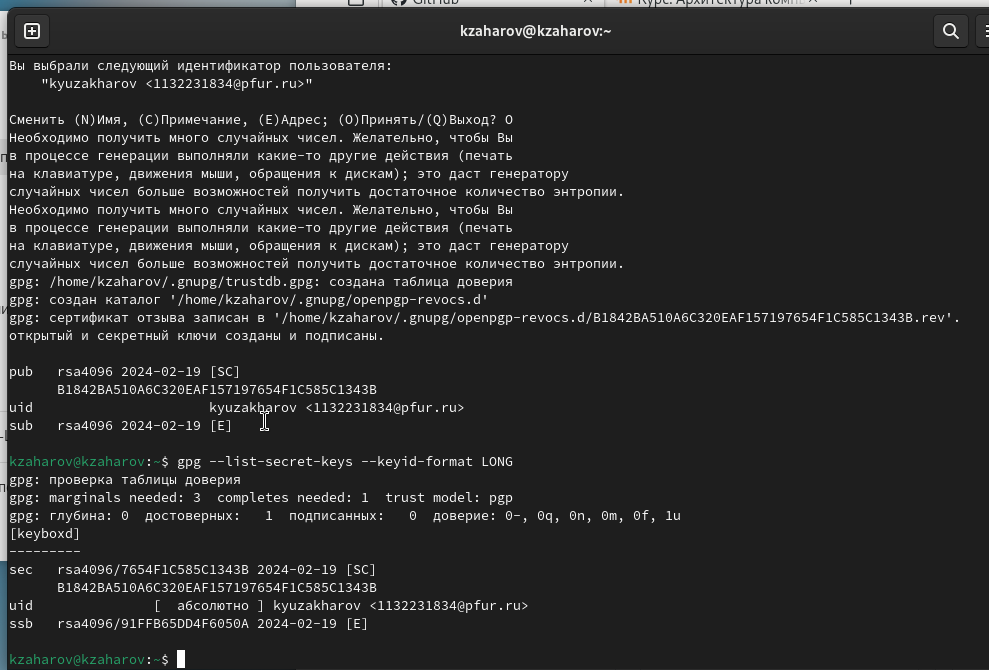 GitHub
Курс: Архитектура
kzaharov@kzaharov:~
Вы выбрали следующий идентификатор пользователя:
"kyuzakharov <1132231834@pfur.ru>"
Сменить (N)Имя, (C)Примечание, (E)Адрес; (O)Принять/(Q)Выход? O
Необходимо получить много случайных чисел. Желательно, чтобы Вы
в процессе генерации выполняли какие-то другие действия (печать
на клавиатуре, движения мыши, обращения к дискам); это даст генератору
случайных чисел больше возможностей получить достаточное количество энтропии.
Необходимо получить много случайных чисел. Желательно, чтобы Вы
в процессе генерации выполняли какие-то другие действия (печать
на клавиатуре, движения мыши, обращения к дискам); это даст генератору
случайных чисел больше возможностей получить достаточное количество энтропии.
gpg: /home/kzaharov/.gnupg/trustdb.gpg: создана таблица доверия
gpg: создан каталог '/home/kzaharov/.gnupg/openpgp-revocs.d'
gpg: сертификат отзыва записан в '/home/kzaharov/.gnupg/openpgp-revocs.d/B1842BA510A6C320EAF157197654F1C585C1343B.rev'.
открытый и секретный ключи созданы и подписаны.
pub   rsa4096 2024-02-19 [SC]
B1842BA510A6C320EAF157197654F1C585C1343B
uid                      kyuzakharov <1132231834@pfur.ru>
sub   rsa4096 2024-02-19 [E]
kzaharov@kzaharov:~$ gpg --list-secret-keys --keyid-format LONG
gpg: проверка таблицы доверия
gpg: marginals needed: 3  completes needed: 1  trust model: pgp
gpg: глубина: 0  достоверных:   1  подписанных:   0  доверие: 0-, 0q, 0n, 0m, 0f, 1u
[keyboxd]
---------
sec   rsa4096/7654F1C585C1343B 2024-02-19 [SC]
B1842BA510A6C320EAF157197654F1C585C1343B
uid               [  абсолютно ] kyuzakharov <1132231834@pfur.ru>
ssb   rsa4096/91FFB65DD4F6050A 2024-02-19 [E]
kzaharov@kzaharov:~$